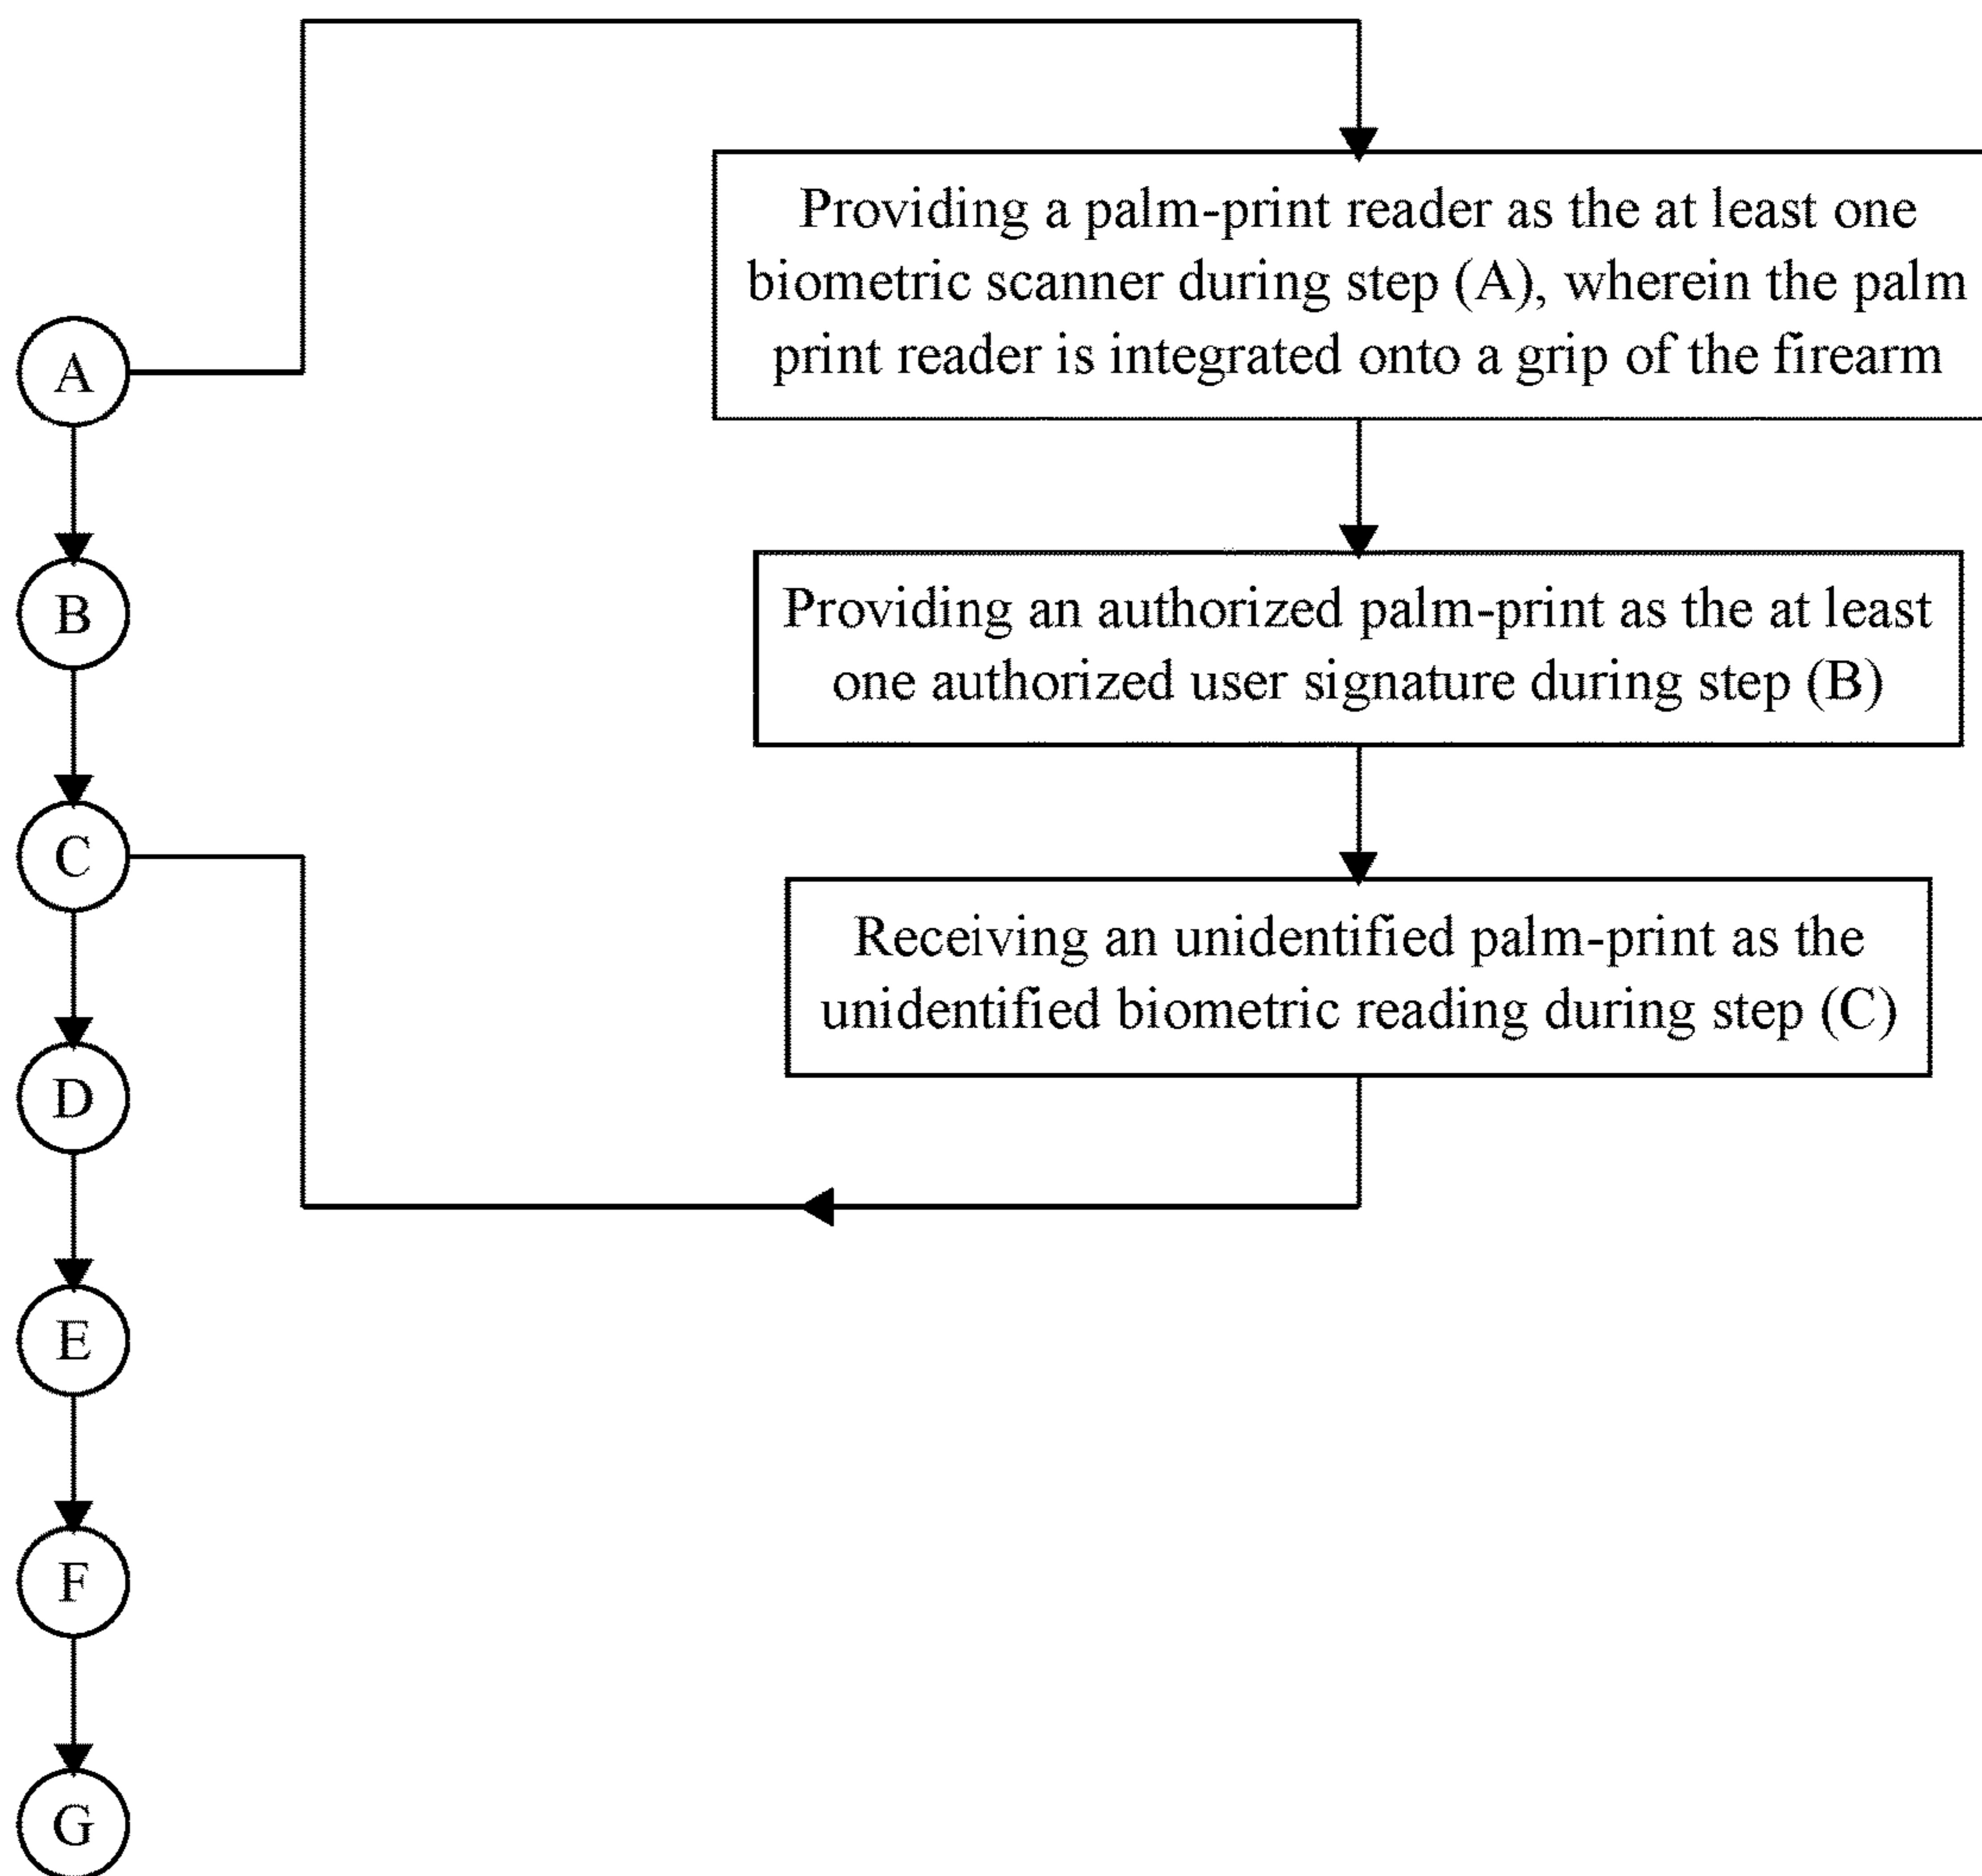 A
B
C
D
E
F
G
Providing a palm-print reader as the at least one
biometric scanner during step (A), wherein the palm
print reader is integrated onto a grip of the firearm
Providing an authorized palm-print as the at least
one authorized user signature during step (B)
Receiving an unidentified palm-print as the
unidentified biometric reading during step (C)